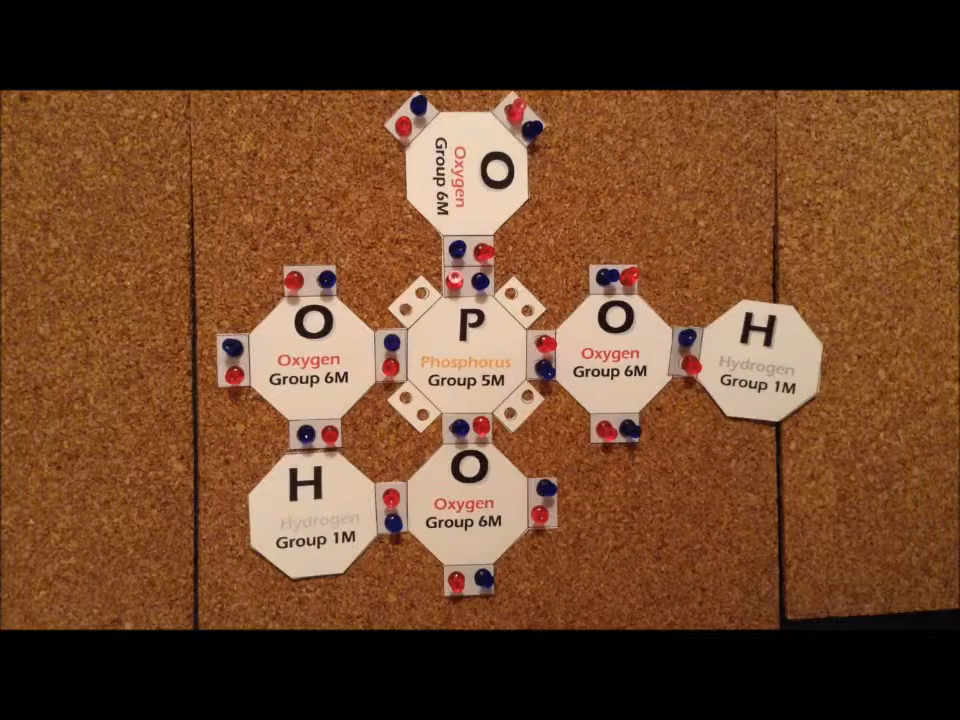 O
Oxygen
Group 6M
O
Oxygen
Group 6M
P
Phosphorus
Group 5M
O
Oxygen
Group 6M
H
Hydrogen
Group 1M
H
Hydrogen
Group 1M
O
Oxygen
Group 6M